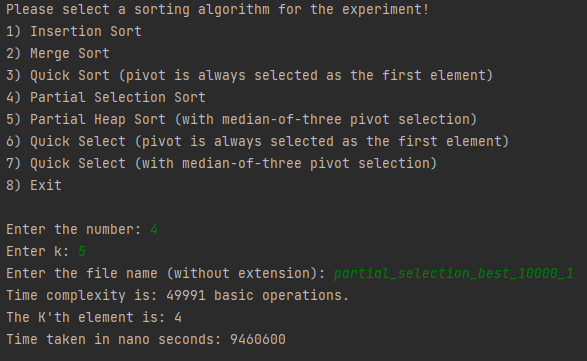 Please select a sorting algorithm for the experiment!
1) Insertion Sort
2) Merge Sort
3) Quick Sort (pivot is always selected as the first element)
4) Partial Selection Sort
5) Partial Heap Sort (with median-of-three pivot selection)
6) Quick Select (pivot is always selected as the first element)
7) Quick Select (with median-of-three pivot selection)
8) Exit
Enter the number: 4
Enter k: 5
Enter the file name (without extension): partial_selection_best_10000_1
Time complexity is: 49991 basic operations.
The K'th element is: 4
Time taken in nano seconds: 9460600